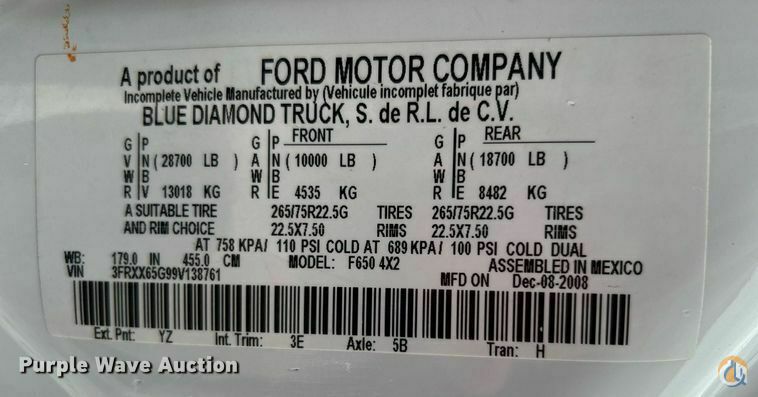 A product of FORD MOTOR COMPANY
Incomplete Vehicle Manufactured by (Vehicule incomplet fabrique par)
BLUE DIAMOND TRUCK, S. de R.L. de C.V.
FRONT REAR
G P G P G P
V N ( 28700 LB ) A N ( 10000 LB ) A N ( 18700 LB )
W B W B W B
R V 13018 KG R E 4535 KG R E 8482 KG
A SUITABLE TIRE 265/75R22.5G TIRES 265/75R22.5G TIRES
AND RIM CHOICE 22.5X7.50 RIMS 22.5X7.50 RIMS
AT 758 KPA/ 110 PSI COLD AT 689 KPA/ 100 PSI COLD DUAL
WB: 179.0 IN 455.0 CM MODEL: F650 4X2 ASSEMBLED IN MEXICO
VIN 3FRXX65G99V138761 MFD ON Dec-08-2008
Ext. Pnt: YZ Int. Trim: 3E Axle: 5B Tran: H
Purple Wave Auction